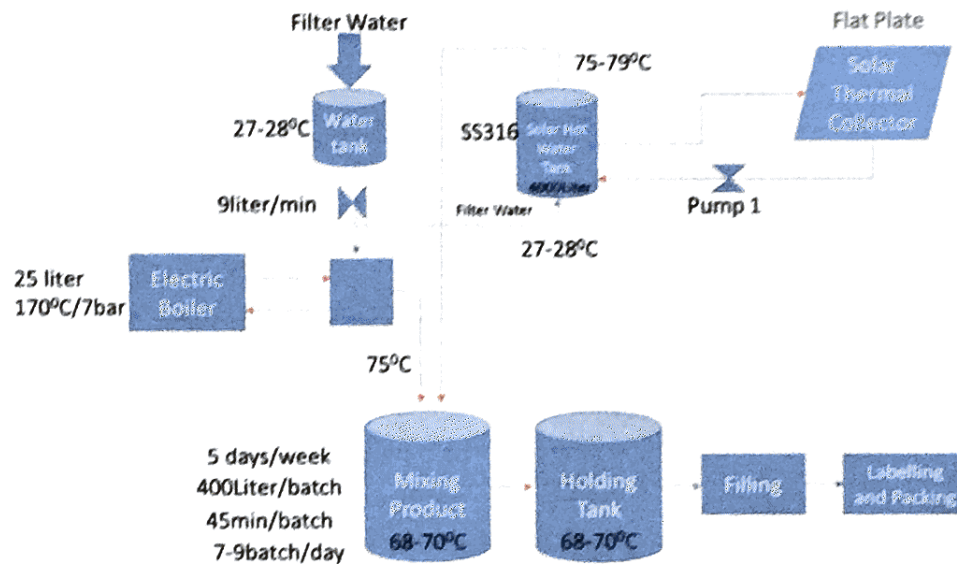 Filter Water
Flat Plate
75-79⁰C
Solar
Thermal
Collector
27-28⁰C
Water
tank
SS316
Solar Hot
Water
Tank
4000Liter
9liter/min
Filter Water
Pump 1
27-28⁰C
25 liter
170⁰C/7bar
Electric
Boiler
75⁰C
5 days/week
400Liter/batch
45min/batch
7-9batch/day
Mixing
Product
68-70⁰C
Holding
Tank
68-70⁰C
Filling
Labelling
and Packing